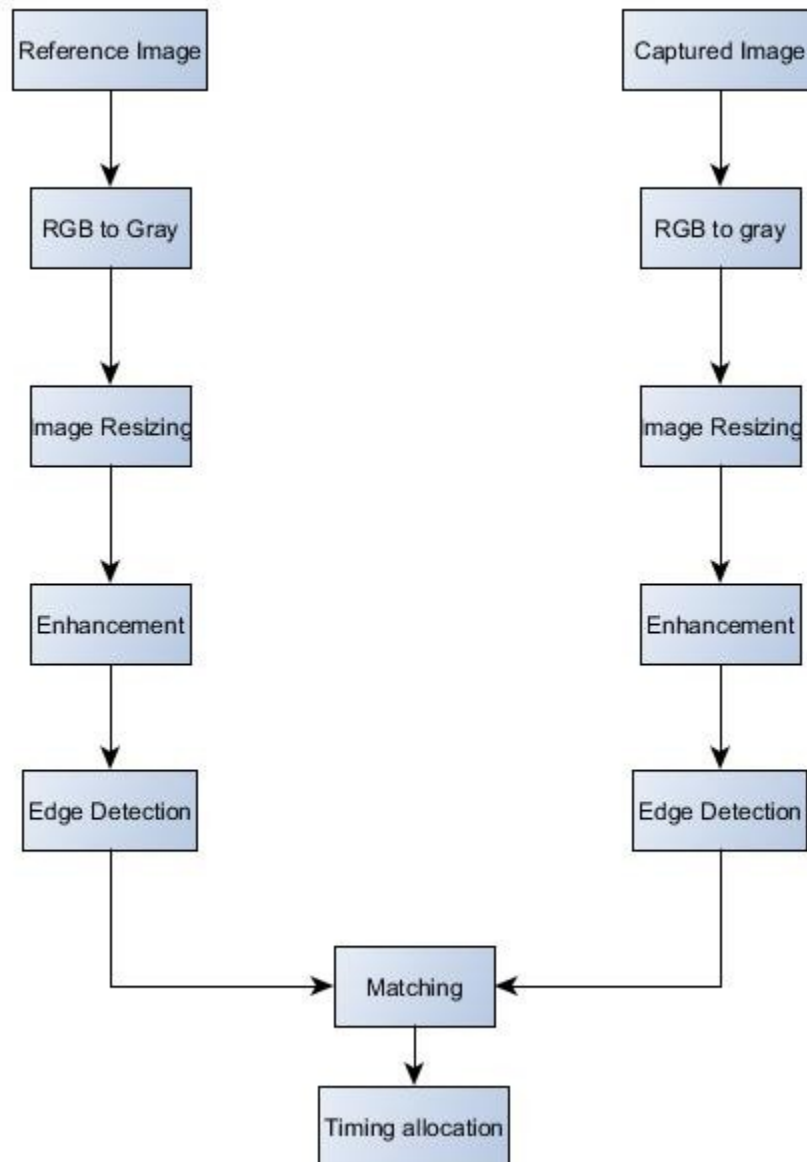 Reference Image
Captured Image
RGB to Gray
RGB to gray
Image Resizing
Image Resizing
Enhancement
Enhancement
Edge Detection
Edge Detection
Matching
Timing allocation